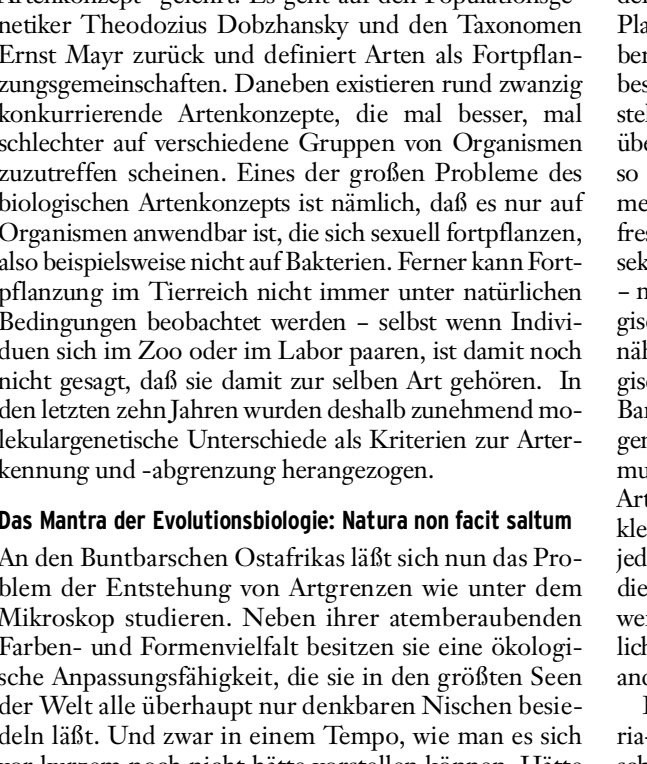 netiker Theodozius Dobzhansky und den Taxonomen
Ernst Mayr zurück und definiert Arten als Fortpflan-
zungsgemeinschaften. Daneben existieren rund zwanzig
konkurrierende Artenkonzepte, die mal besser, mal
schlechter auf verschiedene Gruppen von Organismen
zuzutreffen scheinen. Eines der großen Probleme des
biologischen Artenkonzepts ist nämlich, daß es nur auf
Organismen anwendbar ist, die sich sexuell fortpflanzen,
also beispielsweise nicht auf Bakterien. Ferner kann Fort-
pflanzung im Tierreich nicht immer unter natürlichen
Bedingungen beobachtet werden – selbst wenn Indivi-
duen sich im Zoo oder im Labor paaren, ist damit noch
nicht gesagt, daß sie damit zur selben Art gehören. In
den letzten zehn Jahren wurden deshalb zunehmend mo-
lekulargenetische Unterschiede als Kriterien zur Arter-
kennung und -abgrenzung herangezogen.
Das Mantra der Evolutionsbiologie: Natura non facit saltum
An den Buntbarschen Ostafrikas läßt sich nun das Pro-
blem der Entstehung von Artgrenzen wie unter dem
Mikroskop studieren. Neben ihrer atemberaubenden
Farben- und Formenvielfalt besitzen sie eine ökologi-
sche Anpassungsfähigkeit, die sie in den größten Seen
der Welt alle überhaupt nur denkbaren Nischen besie-
deln läßt. Und zwar in einem Tempo, wie man es sich